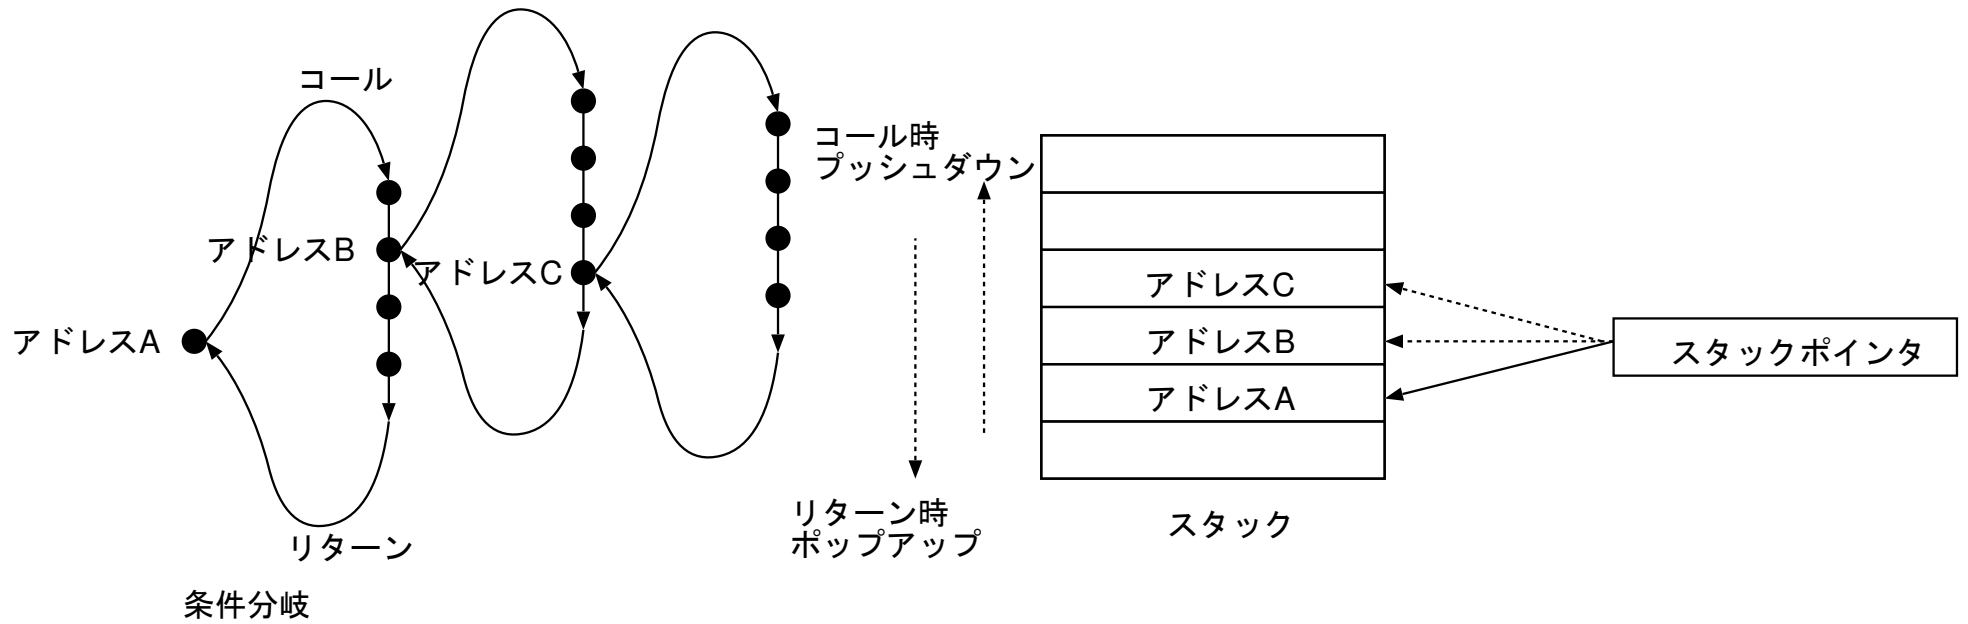 コール
コール時
プッシュダウン
アドレスB
アドレスC
アドレスA
アドレスC
アドレスB
アドレスA
スタックポインタ
リターン時
ポップアップ
スタック
リターン
条件分岐